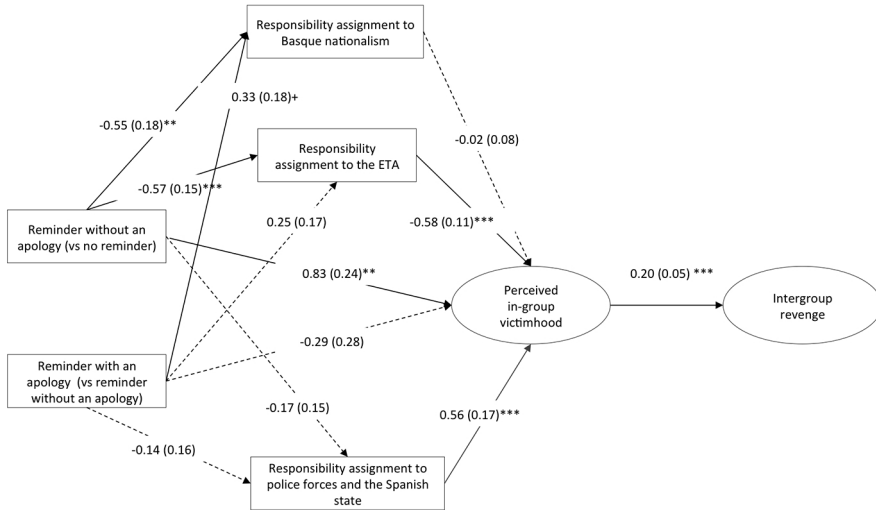 Responsibility assignment to
Basque nationalism
0.33 (0.18)+
-0.55 (0.18)**
-0.02 (0.08)
Responsibility
assignment to the ETA
-0.57 (0.15)***
Reminder without an
apology (vs no reminder)
0.25 (0.17)
-0.58 (0.11)***
0.83 (0.24)**
0.20 (0.05) ***
Perceived
in-group
victimhood
Intergroup
revenge
-0.29 (0.28)
Reminder with an
apology (vs reminder
without an apology)
-0.17 (0.15)
0.56 (0.17)***
-0.14 (0.16)
Responsibility assignment to
police forces and the Spanish
state